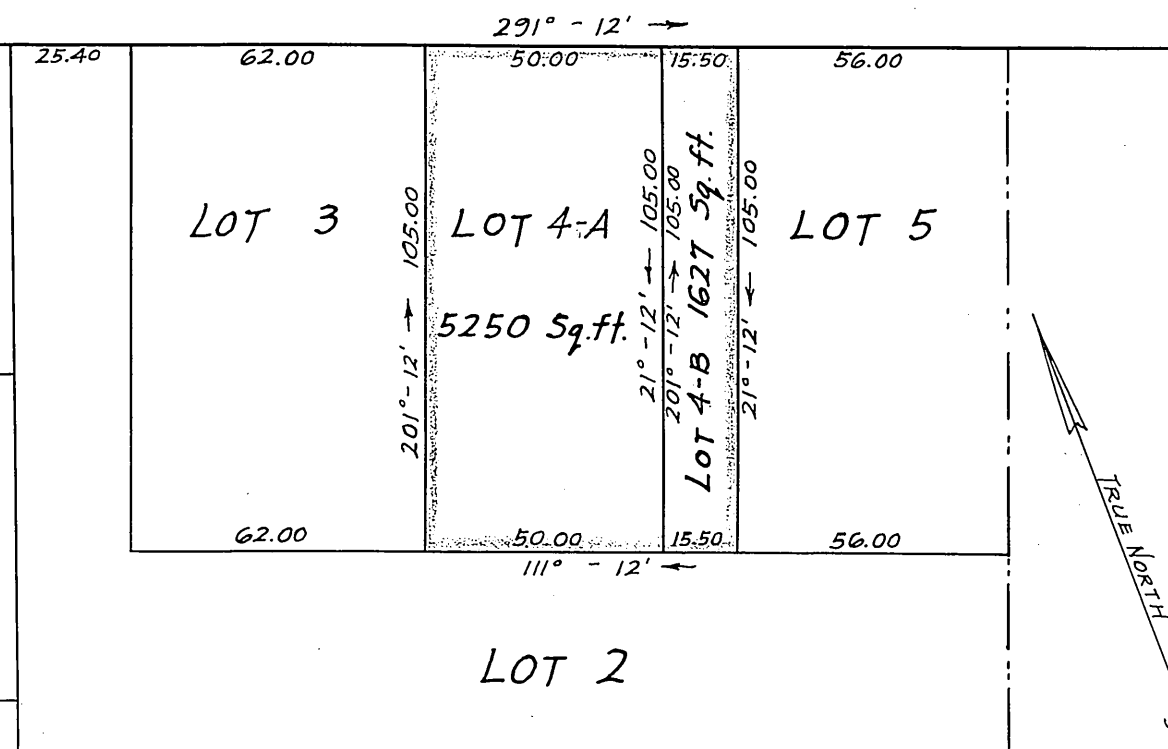 291° - 12' →
25.40
62.00
50.00
15.50
56.00
LOT 3
201° - 12' → 105.00
LOT 4-A
5250 Sq.ft.
21° - 12' ← 105.00
201° - 12' → 105.00
LOT 4-B 1627 Sq.ft.
21° - 12' ← 105.00
LOT 5
62.00
50.00
15.50
56.00
111° - 12' ←
TRUE NORTH
LOT 2